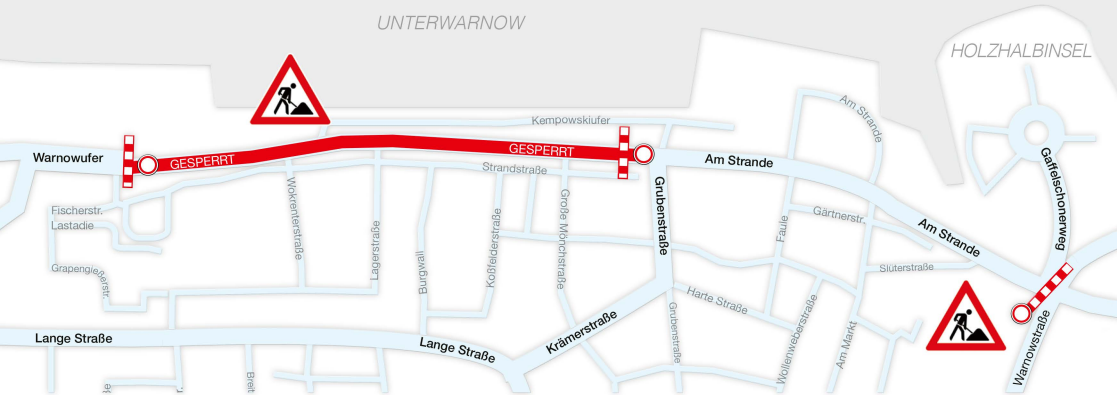 UNTERWARNOW
HOLZHALBINSEL
Am Strande
Kempowskiufer
Warnowufer
GESPERRT
GESPERRT
Am Strande
Strandstraße
Gaffelschonerweg
Wokrenterstraße
Lagerstraße
Burgwall
Koßfelderstraße
Große Mönchstraße
Grubenstraße
Fischerstr.
Lastadie
Gärtnerstr.
Faule
Am Strande
Grapengießerstr.
Slüterstraße
Harte Straße
Wollenweberstraße
Am Markt
Warnowstraße
Grubenstraße
Krämerstraße
Lange Straße
Lange Straße
Breit